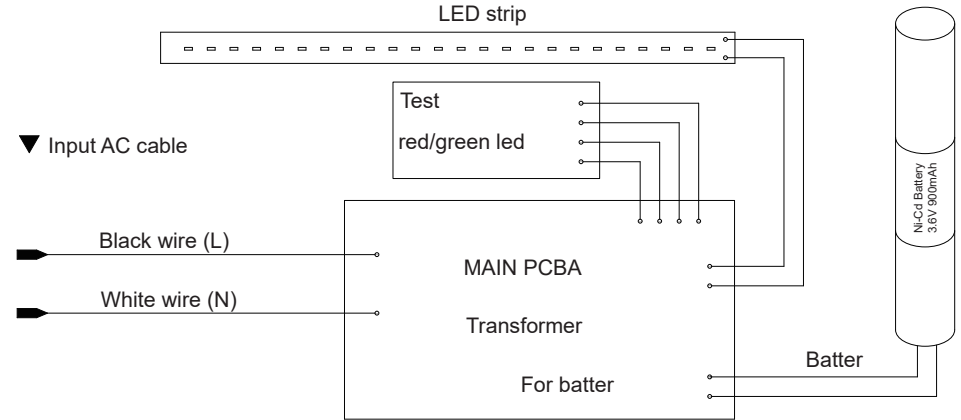 LED strip
Test
red/green led
Input AC cable
Black wire (L)
White wire (N)
MAIN PCBA
Transformer
For batter
Batter
Ni-Cd Battery
3.6V 900mAh